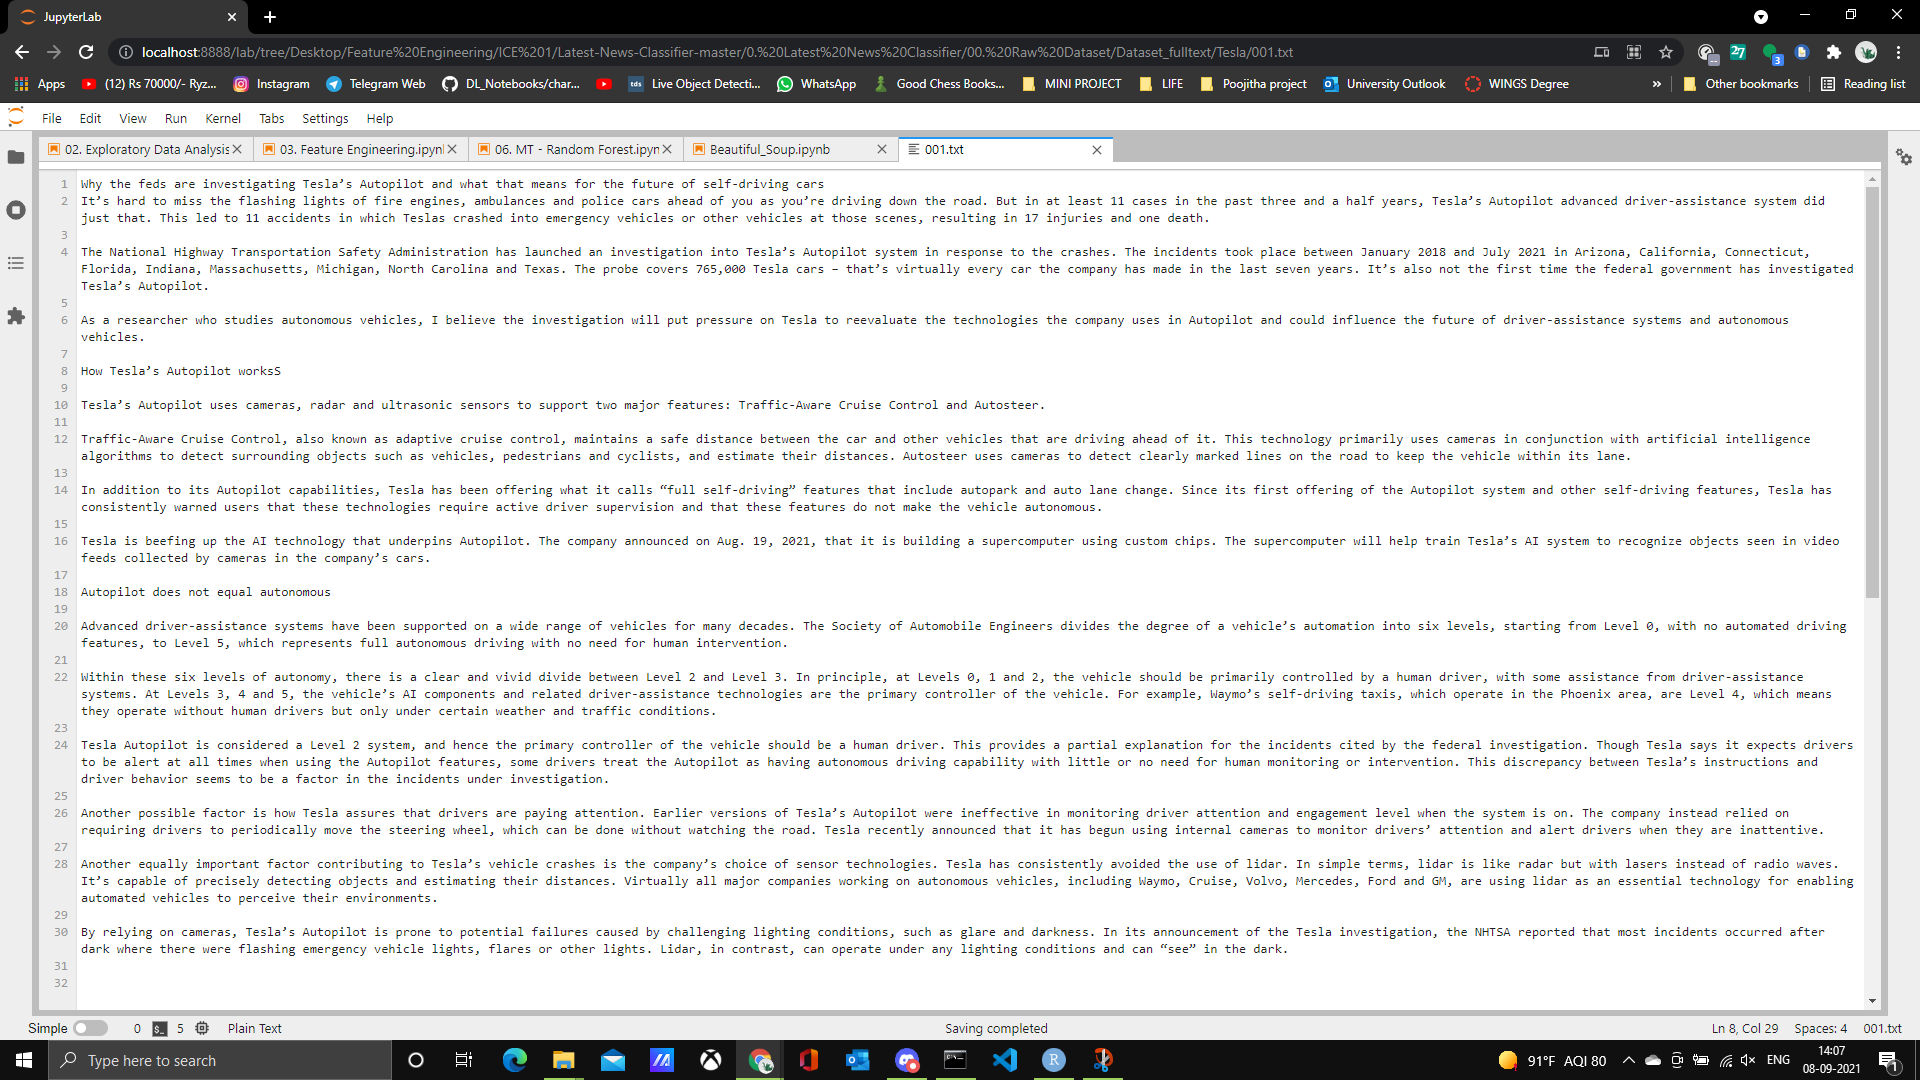 JupyterLab
localhost:8888/lab/tree/Desktop/Feature%20Engineering/ICE%201/Latest-News-Classifier-master/0.%20Latest%20News%20Classifier/00.%20Raw%20Dataset/Dataset_fulltext/Tesla/001.txt
Apps (12) Rs 70000/- Ryz... Instagram Telegram Web DL_Notebooks/char... Live Object Detecti... WhatsApp Good Chess Books... MINI PROJECT LIFE Poojitha project University Outlook WINGS Degree » Other bookmarks Reading list
File Edit View Run Kernel Tabs Settings Help
02. Exploratory Data Analysis 03. Feature Engineering.ipynl 06. MT - Random Forest.ipyn Beautiful_Soup.ipynb 001.txt
1 Why the feds are investigating Tesla’s Autopilot and what that means for the future of self-driving cars
2 It’s hard to miss the flashing lights of fire engines, ambulances and police cars ahead of you as you’re driving down the road. But in at least 11 cases in the past three and a half years, Tesla’s Autopilot advanced driver-assistance system did
just that. This led to 11 accidents in which Teslas crashed into emergency vehicles or other vehicles at those scenes, resulting in 17 injuries and one death.
3
4 The National Highway Transportation Safety Administration has launched an investigation into Tesla’s Autopilot system in response to the crashes. The incidents took place between January 2018 and July 2021 in Arizona, California, Connecticut,
Florida, Indiana, Massachusetts, Michigan, North Carolina and Texas. The probe covers 765,000 Tesla cars – that’s virtually every car the company has made in the last seven years. It’s also not the first time the federal government has investigated
Tesla’s Autopilot.
5
6 As a researcher who studies autonomous vehicles, I believe the investigation will put pressure on Tesla to reevaluate the technologies the company uses in Autopilot and could influence the future of driver-assistance systems and autonomous
vehicles.
7
8 How Tesla’s Autopilot worksS
9
10 Tesla’s Autopilot uses cameras, radar and ultrasonic sensors to support two major features: Traffic-Aware Cruise Control and Autosteer.
11
12 Traffic-Aware Cruise Control, also known as adaptive cruise control, maintains a safe distance between the car and other vehicles that are driving ahead of it. This technology primarily uses cameras in conjunction with artificial intelligence
algorithms to detect surrounding objects such as vehicles, pedestrians and cyclists, and estimate their distances. Autosteer uses cameras to detect clearly marked lines on the road to keep the vehicle within its lane.
13
14 In addition to its Autopilot capabilities, Tesla has been offering what it calls “full self-driving” features that include autopark and auto lane change. Since its first offering of the Autopilot system and other self-driving features, Tesla has
consistently warned users that these technologies require active driver supervision and that these features do not make the vehicle autonomous.
15
16 Tesla is beefing up the AI technology that underpins Autopilot. The company announced on Aug. 19, 2021, that it is building a supercomputer using custom chips. The supercomputer will help train Tesla’s AI system to recognize objects seen in video
feeds collected by cameras in the company’s cars.
17
18 Autopilot does not equal autonomous
19
20 Advanced driver-assistance systems have been supported on a wide range of vehicles for many decades. The Society of Automobile Engineers divides the degree of a vehicle’s automation into six levels, starting from Level 0, with no automated driving
features, to Level 5, which represents full autonomous driving with no need for human intervention.
21
22 Within these six levels of autonomy, there is a clear and vivid divide between Level 2 and Level 3. In principle, at Levels 0, 1 and 2, the vehicle should be primarily controlled by a human driver, with some assistance from driver-assistance
systems. At Levels 3, 4 and 5, the vehicle’s AI components and related driver-assistance technologies are the primary controller of the vehicle. For example, Waymo’s self-driving taxis, which operate in the Phoenix area, are Level 4, which means
they operate without human drivers but only under certain weather and traffic conditions.
23
24 Tesla Autopilot is considered a Level 2 system, and hence the primary controller of the vehicle should be a human driver. This provides a partial explanation for the incidents cited by the federal investigation. Though Tesla says it expects drivers
to be alert at all times when using the Autopilot features, some drivers treat the Autopilot as having autonomous driving capability with little or no need for human monitoring or intervention. This discrepancy between Tesla’s instructions and
driver behavior seems to be a factor in the incidents under investigation.
25
26 Another possible factor is how Tesla assures that drivers are paying attention. Earlier versions of Tesla’s Autopilot were ineffective in monitoring driver attention and engagement level when the system is on. The company instead relied on
requiring drivers to periodically move the steering wheel, which can be done without watching the road. Tesla recently announced that it has begun using internal cameras to monitor drivers’ attention and alert drivers when they are inattentive.
27
28 Another equally important factor contributing to Tesla’s vehicle crashes is the company’s choice of sensor technologies. Tesla has consistently avoided the use of lidar. In simple terms, lidar is like radar but with lasers instead of radio waves.
It’s capable of precisely detecting objects and estimating their distances. Virtually all major companies working on autonomous vehicles, including Waymo, Cruise, Volvo, Mercedes, Ford and GM, are using lidar as an essential technology for enabling
automated vehicles to perceive their environments.
29
30 By relying on cameras, Tesla’s Autopilot is prone to potential failures caused by challenging lighting conditions, such as glare and darkness. In its announcement of the Tesla investigation, the NHTSA reported that most incidents occurred after
dark where there were flashing emergency vehicle lights, flares or other lights. Lidar, in contrast, can operate under any lighting conditions and can “see” in the dark.
31
32
Simple 0 5 Plain Text Saving completed Ln 8, Col 29 Spaces: 4 001.txt
Type here to search 91°F AQI 80 ENG 14:07
08-09-2021 1